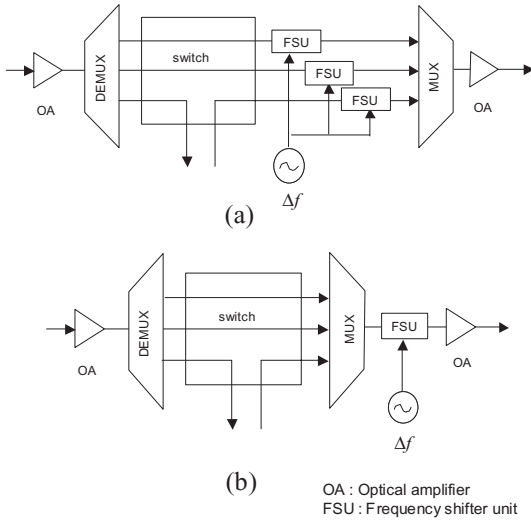 FSU
switch
FSU
FSU
DEMUX
MUX
OA
OA
Δf
(a)
switch
DEMUX
MUX
FSU
OA
OA
Δf
(b)
OA : Optical amplifier
FSU : Frequency shifter unit